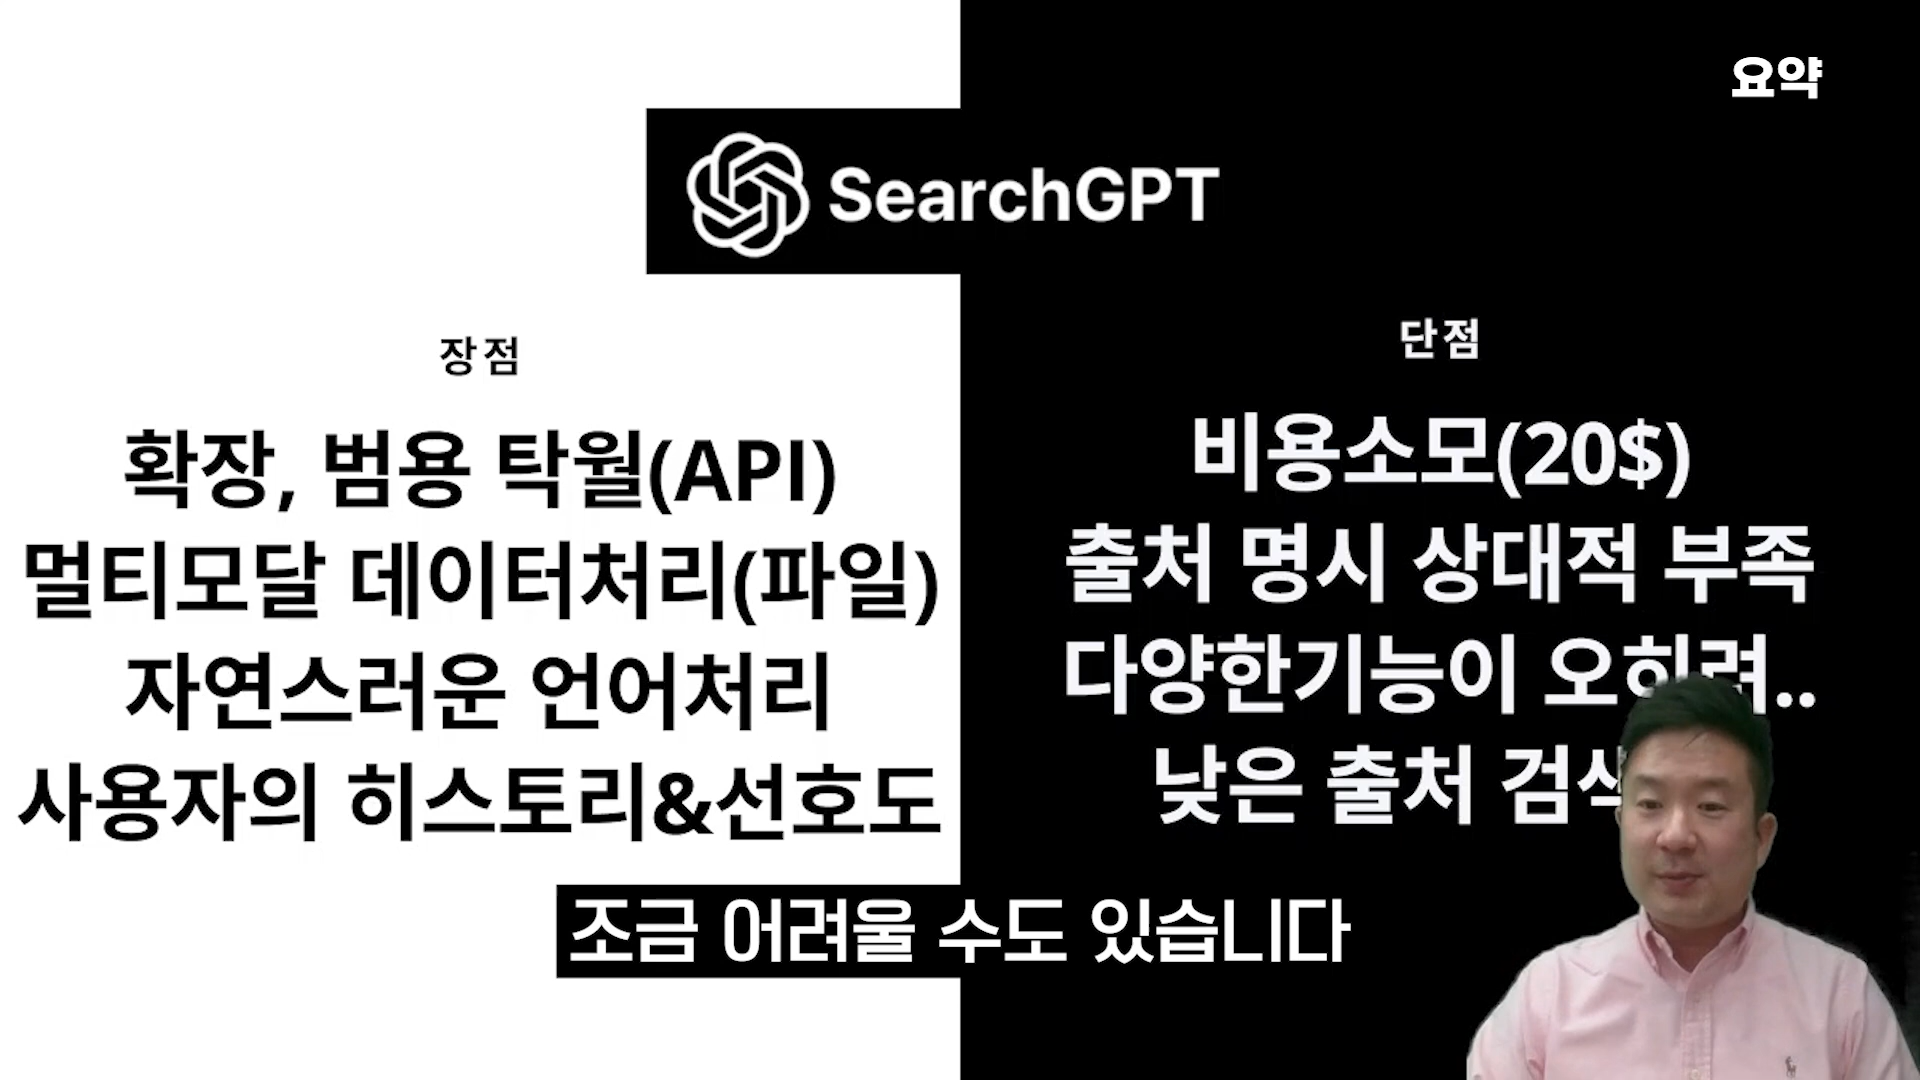 요약
SearchGPT
장점
확장, 범용 탁월(API)
멀티모달 데이터처리(파일)
자연스러운 언어처리
사용자의 히스토리&선호도
단점
비용소모(20$)
출처 명시 상대적 부족
다양한기능이 오히려..
낮은 출처 검색
조금 어려울 수도 있습니다